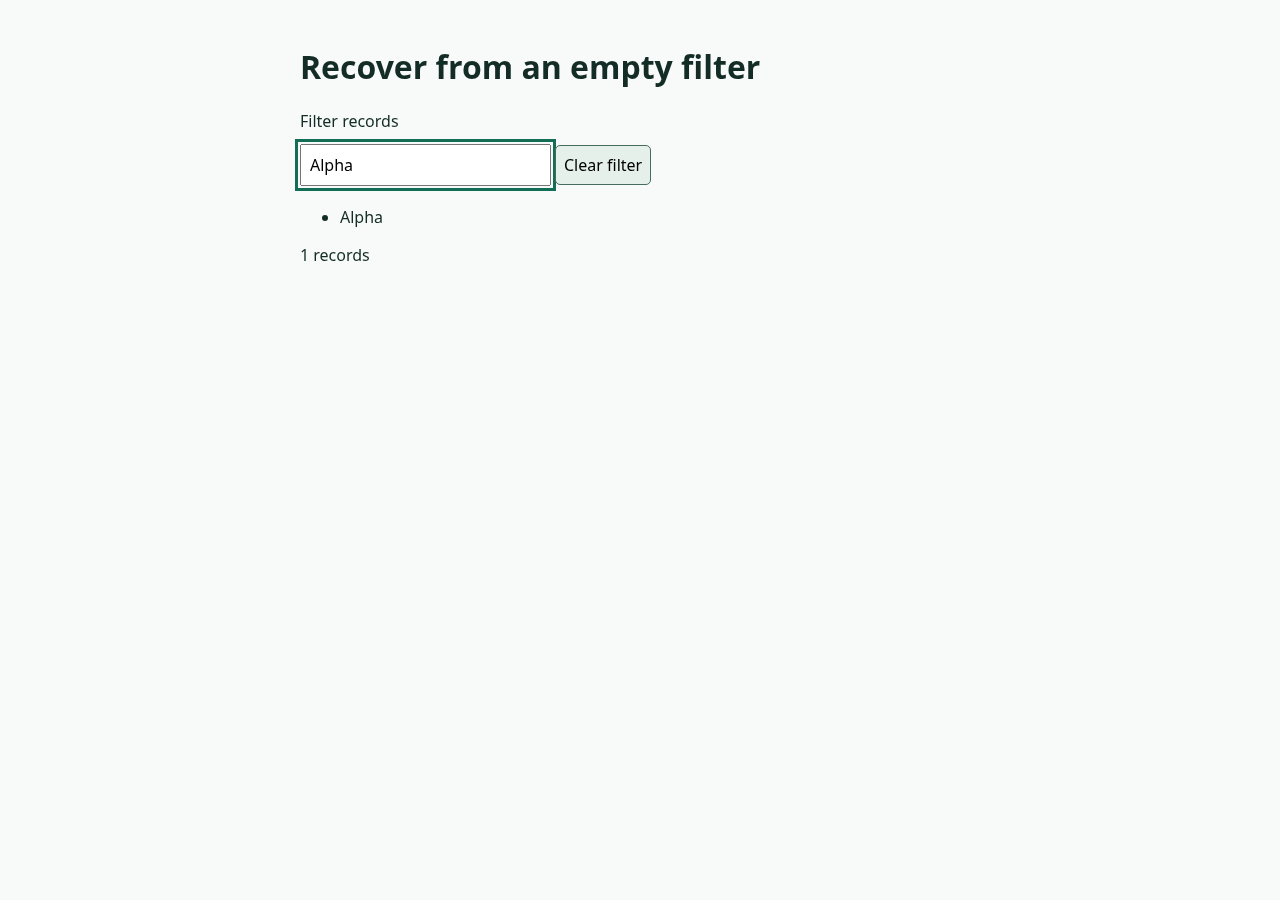 Recover from an empty filter
Filter records
Alpha
Clear filter
Alpha
1 records